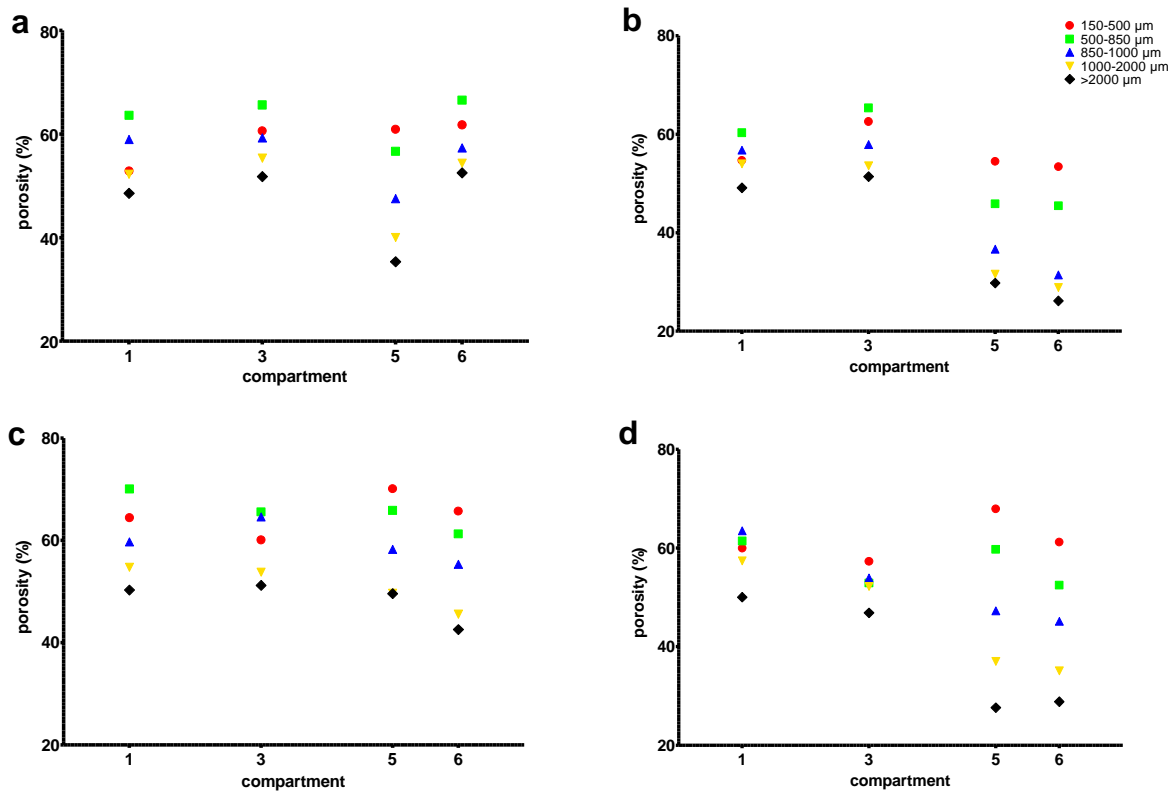 a
80
60
40
20
porosity (%)
1 3 5 6
compartment
b
150-500 µm
500-850 µm
850-1000 µm
1000-2000 µm
>2000 µm
80
60
40
20
porosity (%)
1 3 5 6
compartment
c
80
60
40
20
porosity (%)
1 3 5 6
compartment
d
80
60
40
20
porosity (%)
1 3 5 6
compartment